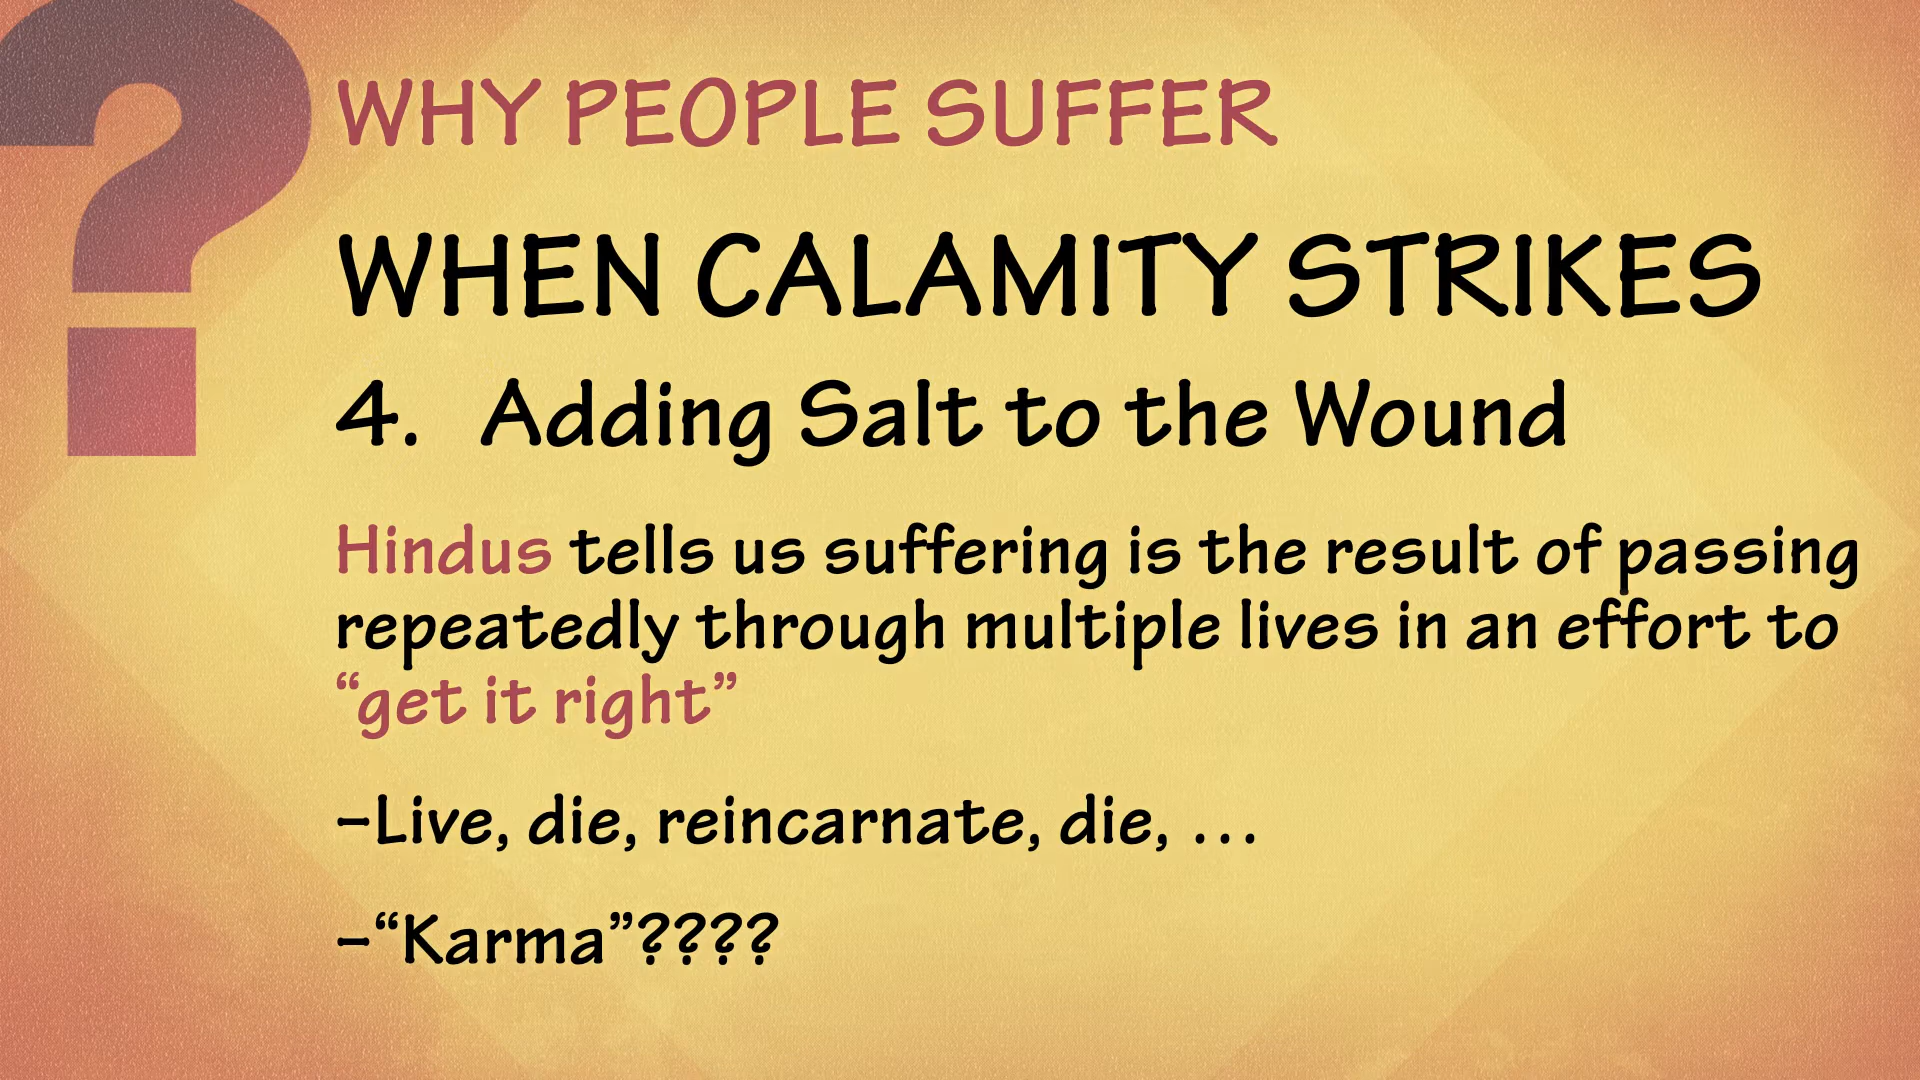 WHY PEOPLE SUFFER
WHEN CALAMITY STRIKES
4. Adding Salt to the Wound
Hindus tells us suffering is the result of passing
repeatedly through multiple lives in an effort to
“get it right”
–Live, die, reincarnate, die, …
–“Karma”????